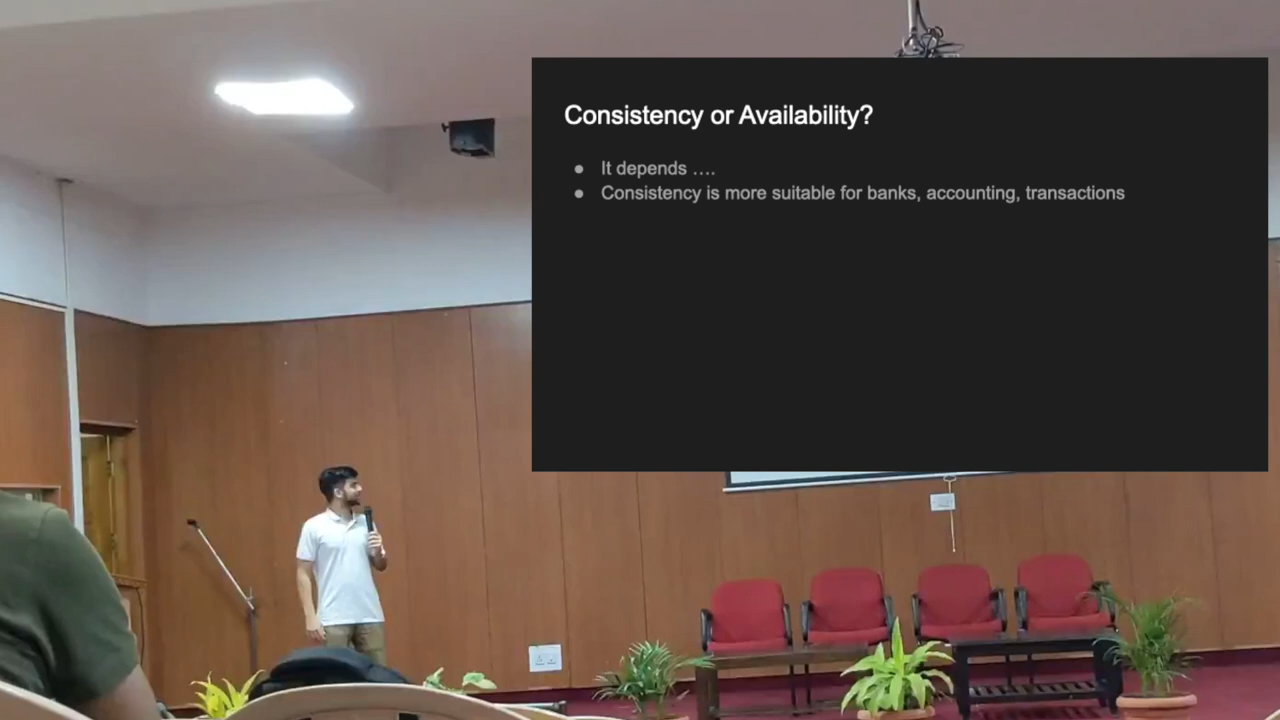 Consistency or Availability?
● It depends ....
● Consistency is more suitable for banks, accounting, transactions